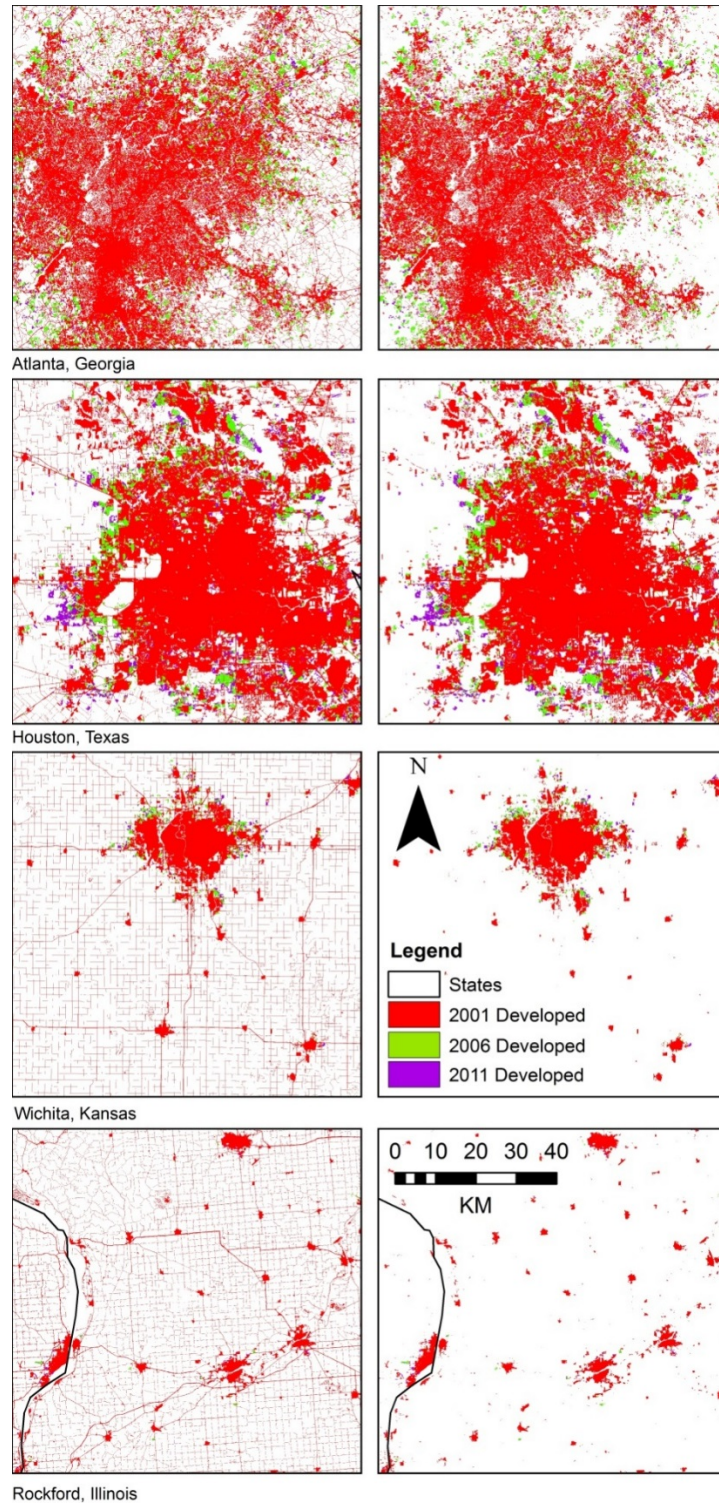 Atlanta, Georgia
Houston, Texas
N
Legend
States
2001 Developed
2006 Developed
2011 Developed
Wichita, Kansas
0 10 20 30 40
KM
Rockford, Illinois